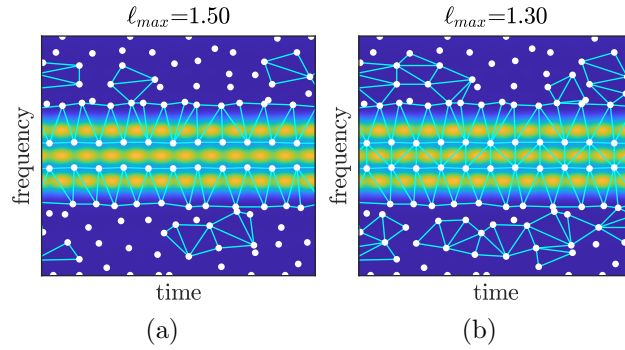 ℓmax=1.50
ℓmax=1.30
frequency
frequency
time
time
(a)
(b)